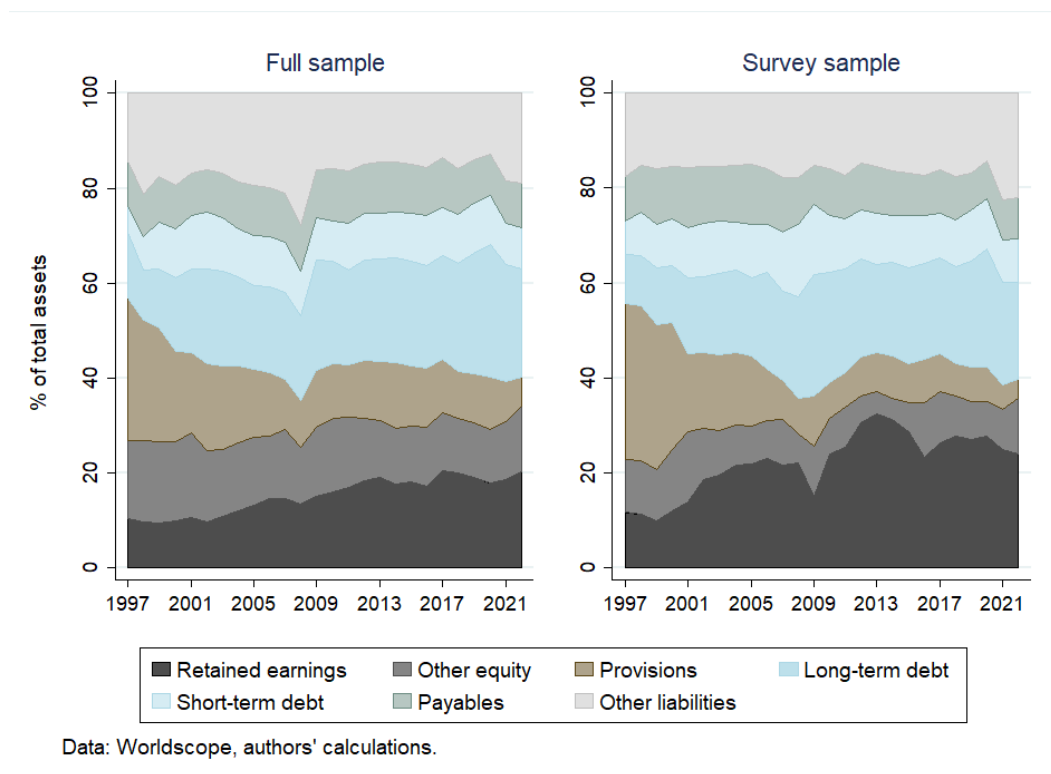 Full sample
Survey sample
% of total assets
100
80
60
40
20
0
1997 2001 2005 2009 2013 2017 2021
100
80
60
40
20
0
1997 2001 2005 2009 2013 2017 2021
Retained earnings Other equity Provisions Long-term debt
Short-term debt Payables Other liabilities
Data: Worldscope, authors' calculations.